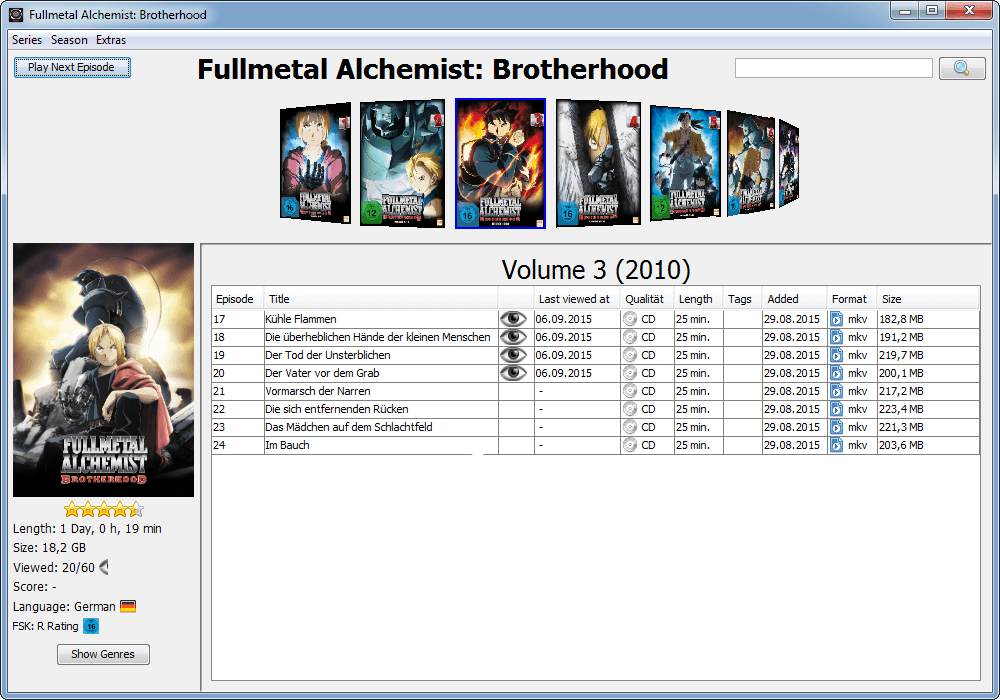 Fullmetal Alchemist: Brotherhood
Series Season Extras
Play Next Episode
Fullmetal Alchemist: Brotherhood
FULLMETAL
ALCHEMIST
BROTHERHOOD
Length: 1 Day, 0 h, 19 min
Size: 18,2 GB
Viewed: 20/60
Score: -
Language: German
FSK: R Rating 16
Show Genres
Volume 3 (2010)
Episode Title Last viewed at Qualität Length Tags Added Format Size
17 Kühle Flammen 06.09.2015 CD 25 min. 29.08.2015 mkv 182,8 MB
18 Die überheblichen Hände der kleinen Menschen 06.09.2015 CD 25 min. 29.08.2015 mkv 191,2 MB
19 Der Tod der Unsterblichen 06.09.2015 CD 25 min. 29.08.2015 mkv 219,7 MB
20 Der Vater vor dem Grab 06.09.2015 CD 25 min. 29.08.2015 mkv 200,1 MB
21 Vormarsch der Narren - CD 25 min. 29.08.2015 mkv 217,2 MB
22 Die sich entfernenden Rücken - CD 25 min. 29.08.2015 mkv 223,4 MB
23 Das Mädchen auf dem Schlachtfeld - CD 25 min. 29.08.2015 mkv 221,3 MB
24 Im Bauch - CD 25 min. 29.08.2015 mkv 203,6 MB